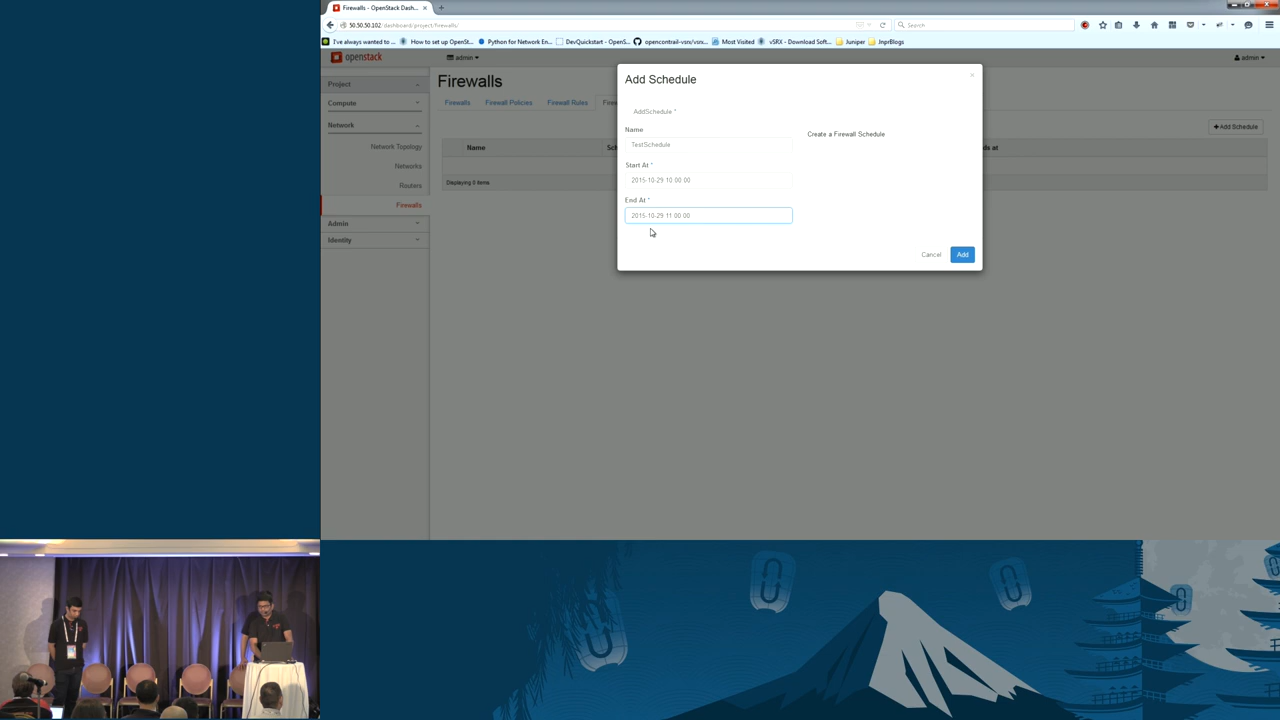 Firewalls - OpenStack Dash...
50.50.50.102/dashboard/project/firewalls/
Search
I've always wanted to ...
How to set up OpenSt...
Python for Network En...
DevQuickstart - OpenS...
opencontrail-vsrx/vsrx...
Most Visited
vSRX - Download Soft...
Juniper
JnprBlogs
openstack
admin
admin
Project
Compute
Network
Network Topology
Networks
Routers
Firewalls
Admin
Identity
Firewalls
Firewalls
Firewall Policies
Firewall Rules
+Add Schedule
Name
Displaying 0 items
Add Schedule
×
AddSchedule *
Name
TestSchedule
Create a Firewall Schedule
Start At *
2015-10-29 10 00 00
End At *
2015-10-29 11 00 00
Cancel
Add